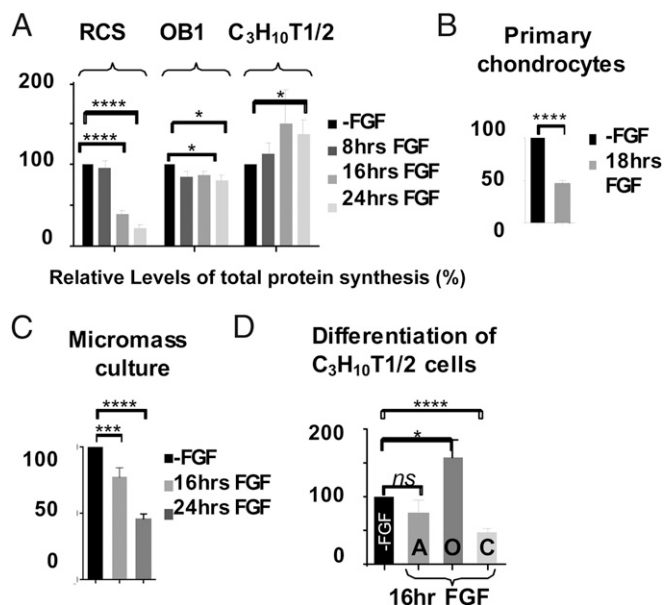 A
RCS OB1 C₃H₁₀T1/2
200
100
0
****
****
*
*
*
-FGF
8hrs FGF
16hrs FGF
24hrs FGF
Relative Levels of total protein synthesis (%)
B
Primary
chondrocytes
100
50
0
****
-FGF
18hrs
FGF
C
Micromass
culture
100
50
0
****
***
-FGF
16hrs FGF
24hrs FGF
D
Differentiation of
C₃H₁₀T1/2 cells
200
100
0
****
*
ns
-FGF
A O C
16hr FGF